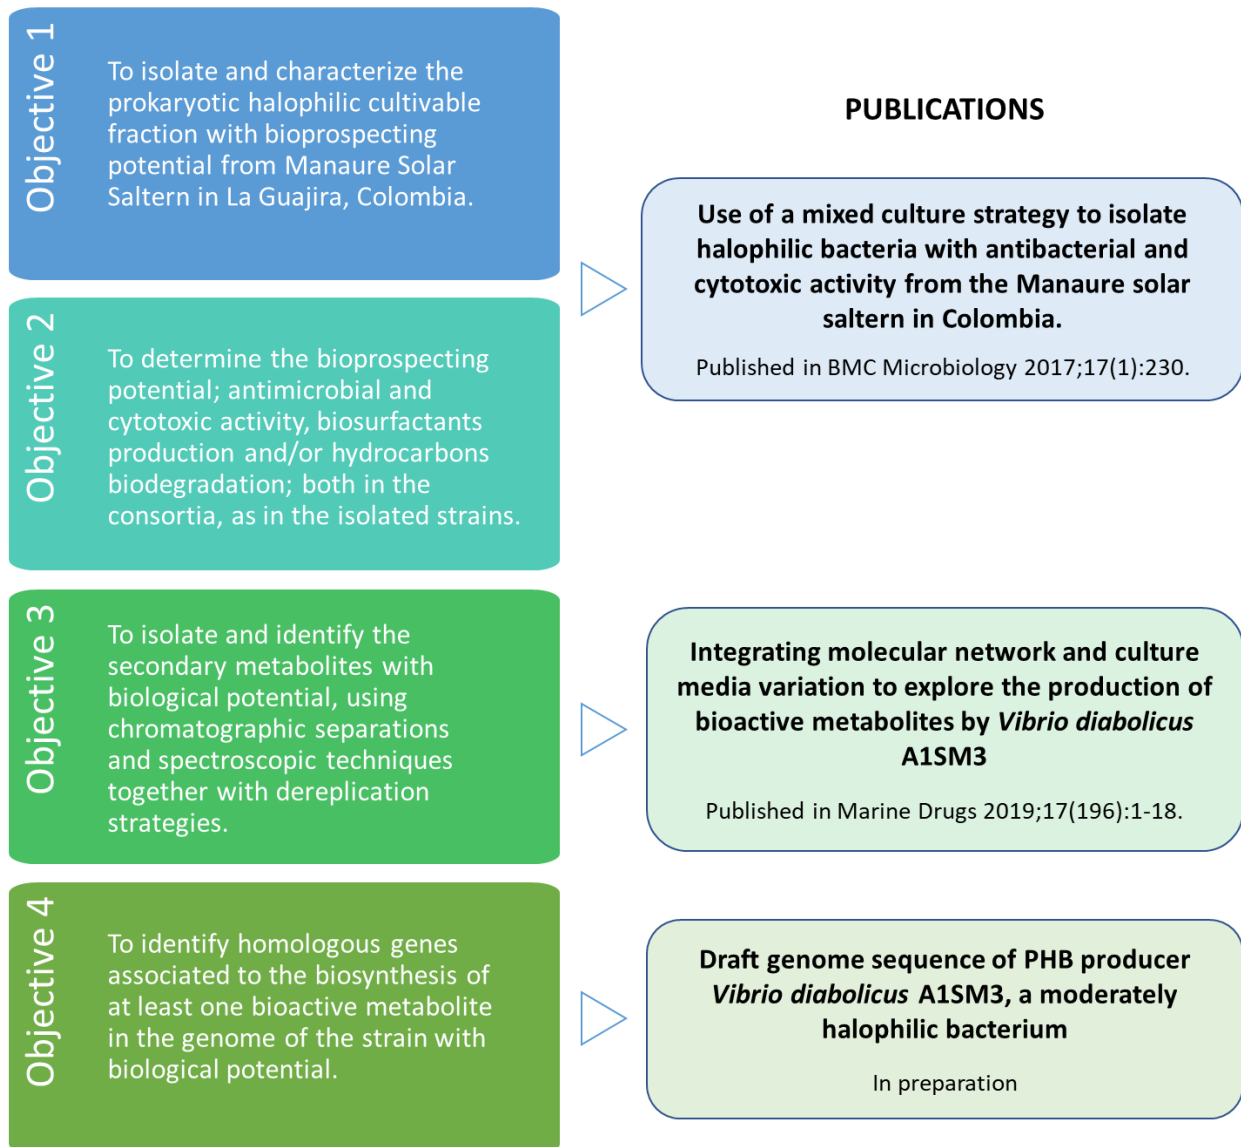 Objective 1
To isolate and characterize the
prokaryotic halophilic cultivable
fraction with bioprospecting
potential from Manaure Solar
Saltern in La Guajira, Colombia.
Objective 2
To determine the bioprospecting
potential; antimicrobial and
cytotoxic activity, biosurfactants
production and/or hydrocarbons
biodegradation; both in the
consortia, as in the isolated strains.
Objective 3
To isolate and identify the
secondary metabolites with
biological potential, using
chromatographic separations
and spectroscopic techniques
together with dereplication
strategies.
Objective 4
To identify homologous genes
associated to the biosynthesis of
at least one bioactive metabolite
in the genome of the strain with
biological potential.
PUBLICATIONS
Use of a mixed culture strategy to isolate
halophilic bacteria with antibacterial and
cytotoxic activity from the Manaure solar
saltern in Colombia.
Published in BMC Microbiology 2017;17(1):230.
Integrating molecular network and culture
media variation to explore the production of
bioactive metabolites by Vibrio diabolicus
A1SM3
Published in Marine Drugs 2019;17(196):1-18.
Draft genome sequence of PHB producer
Vibrio diabolicus A1SM3, a moderately
halophilic bacterium
In preparation